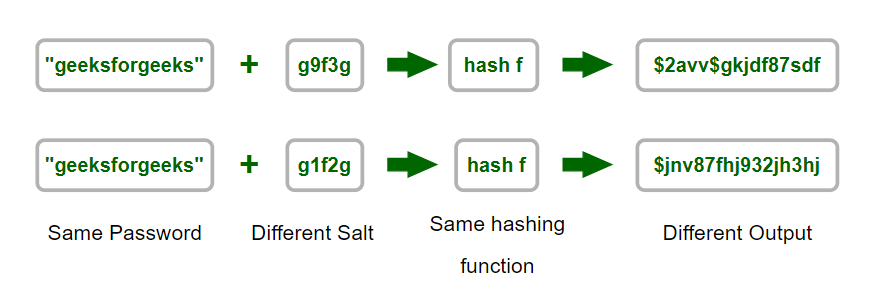 "geeksforgeeks" + g9f3g hash f $2avv$gkjdf87sdf
"geeksforgeeks" + g1f2g hash f $jnv87fhj932jh3hj
Same Password Different Salt Same hashing function Different Output